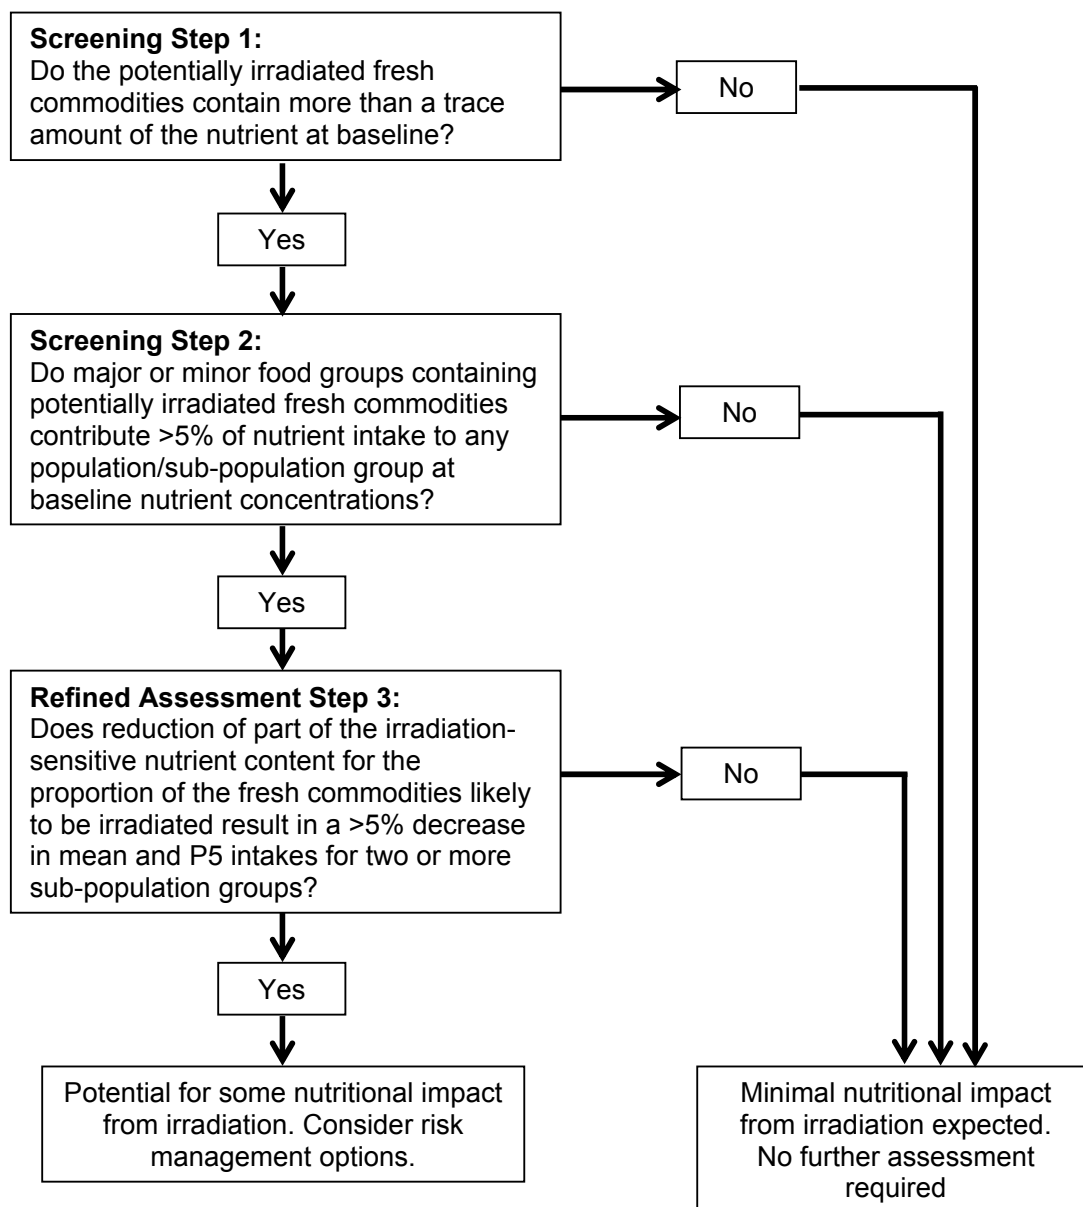 Screening Step 1:
Do the potentially irradiated fresh
commodities contain more than a trace
amount of the nutrient at baseline?
No
Yes
Screening Step 2:
Do major or minor food groups containing
potentially irradiated fresh commodities
contribute >5% of nutrient intake to any
population/sub-population group at
baseline nutrient concentrations?
No
Yes
Refined Assessment Step 3:
Does reduction of part of the irradiation-
sensitive nutrient content for the
proportion of the fresh commodities likely
to be irradiated result in a >5% decrease
in mean and P5 intakes for two or more
sub-population groups?
No
Yes
Potential for some nutritional impact
from irradiation. Consider risk
management options.
Minimal nutritional impact
from irradiation expected.
No further assessment
required